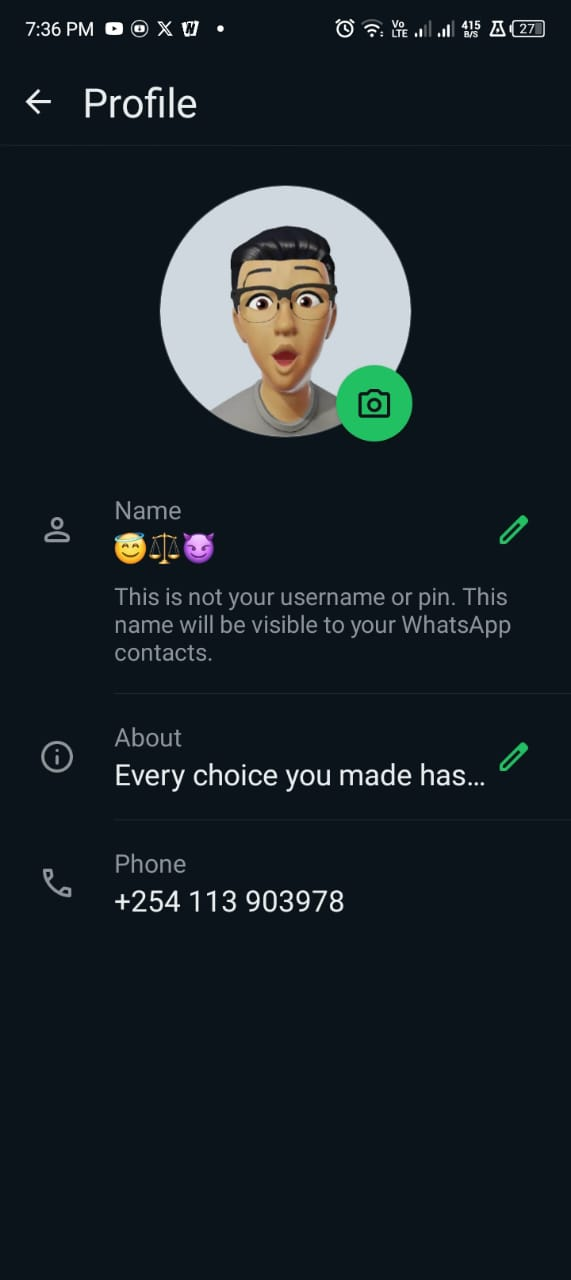 7:36 PM
Vo
LTE
415
B/S
27
Profile
Name
😇⚖️😈
This is not your username or pin. This
name will be visible to your WhatsApp
contacts.
About
Every choice you made has...
Phone
+254 113 903978